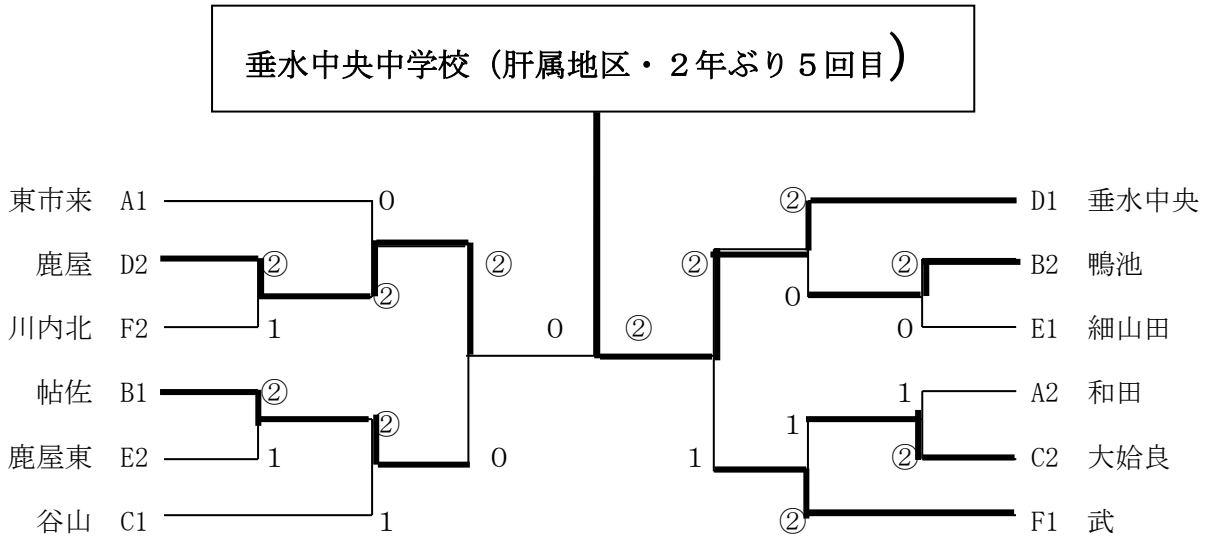 垂水中央中学校（肝属地区・２年ぶり５回目）
東市来 A1 0 ② D1 垂水中央
鹿屋 D2 ② ② ② ② B2 鴨池
② 0
川内北 F2 1 0 ② 0 E1 細山田
帖佐 B1 ② 1 A2 和田
② 1
鹿屋東 E2 1 0 1 ② C2 大姶良
谷山 C1 1 ② F1 武